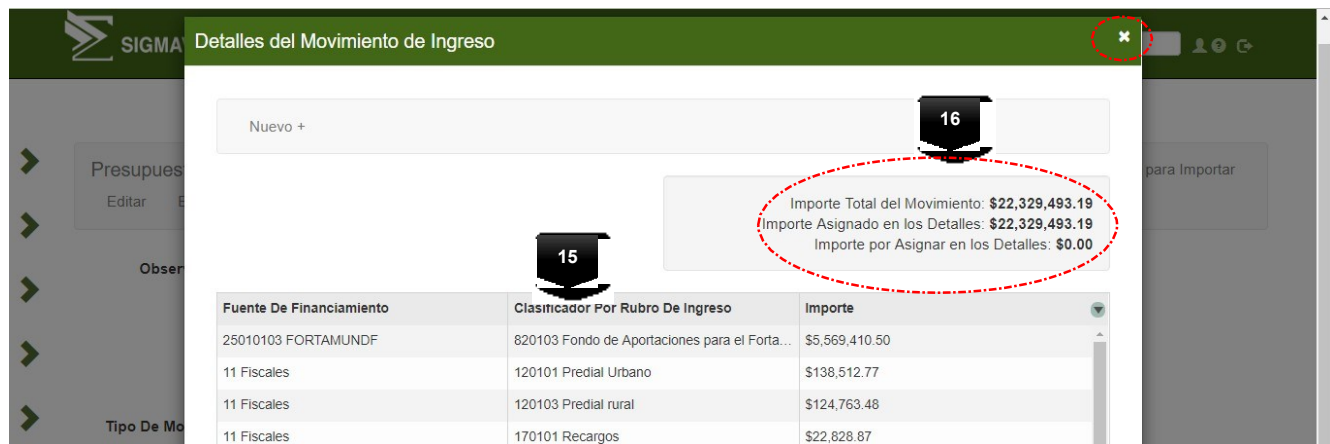 SIGMA
Detalles del Movimiento de Ingreso
Nuevo +
16
Presupues
para Importar
Editar E
Importe Total del Movimiento: $22,329,493.19
Importe Asignado en los Detalles: $22,329,493.19
Importe por Asignar en los Detalles: $0.00
15
Obser
Fuente De Financiamiento Clasificador Por Rubro De Ingreso Importe
25010103 FORTAMUNDF 820103 Fondo de Aportaciones para el Forta... $5,569,410.50
11 Fiscales 120101 Predial Urbano $138,512.77
11 Fiscales 120103 Predial rural $124,763.48
Tipo De Mo
11 Fiscales 170101 Recargos $22,828.87